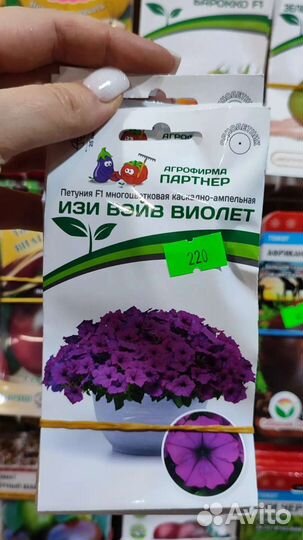 БАРОККО F1
АГРОФИРМА
ПАРТНЕР
Петуния F1 многоцветковая каскадно-ампельная
ИЗИ ВЭЙВ ВИОЛЕТ
220
Avito